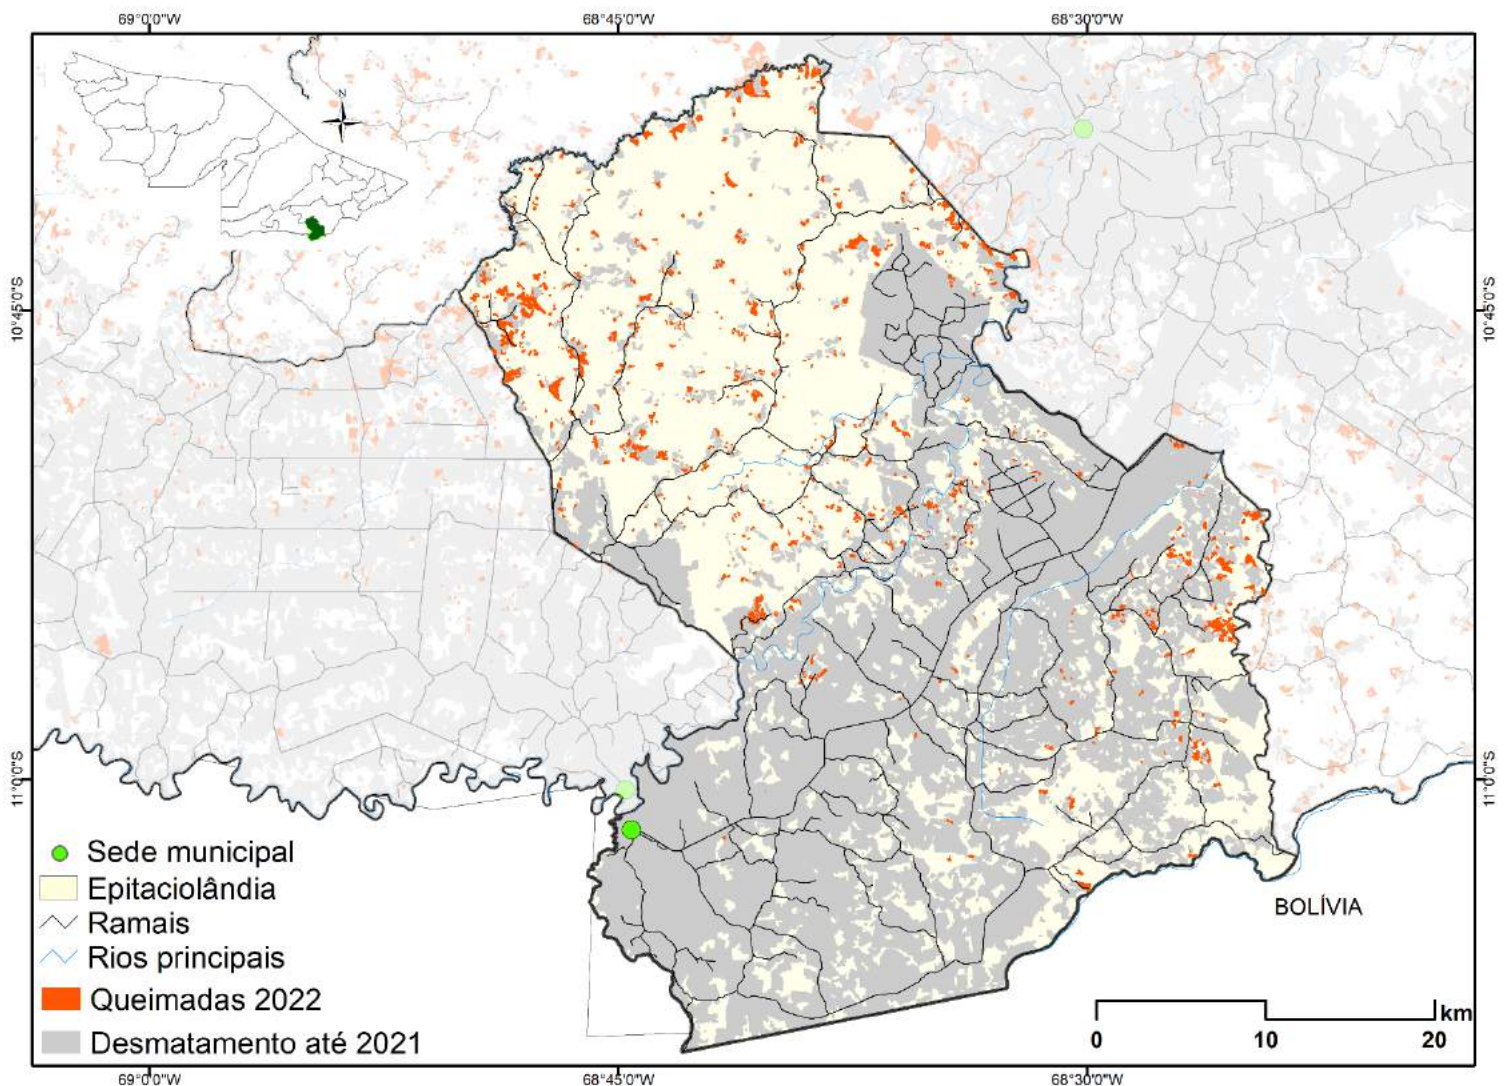 69°0'0"W
68°45'0"W
68°30'0"W
N
10°45'0"S
10°45'0"S
11°0'0"S
11°0'0"S
Sede municipal
Epitaciolândia
Ramais
Rios principais
Queimadas 2022
Desmatamento até 2021
BOLÍVIA
km
0 10 20
69°0'0"W
68°45'0"W
68°30'0"W